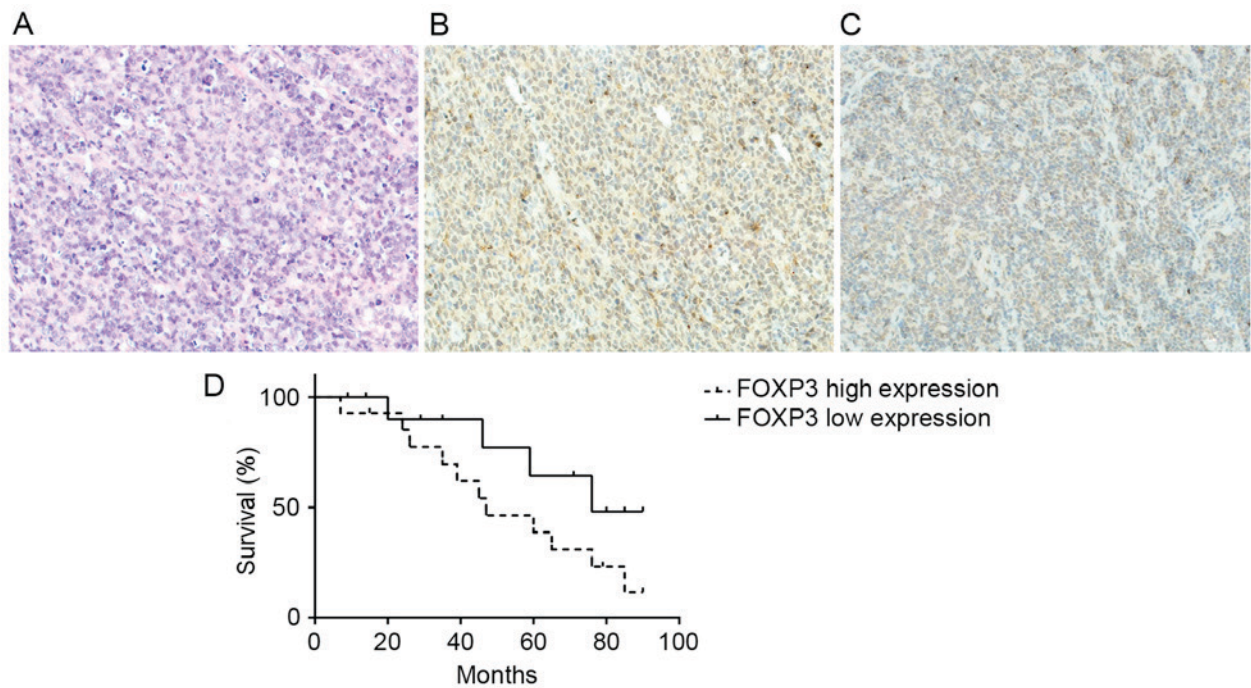 A
B
C
D
FOXP3 high expression
FOXP3 low expression
Survival (%)
100
50
0
0 20 40 60 80 100
Months